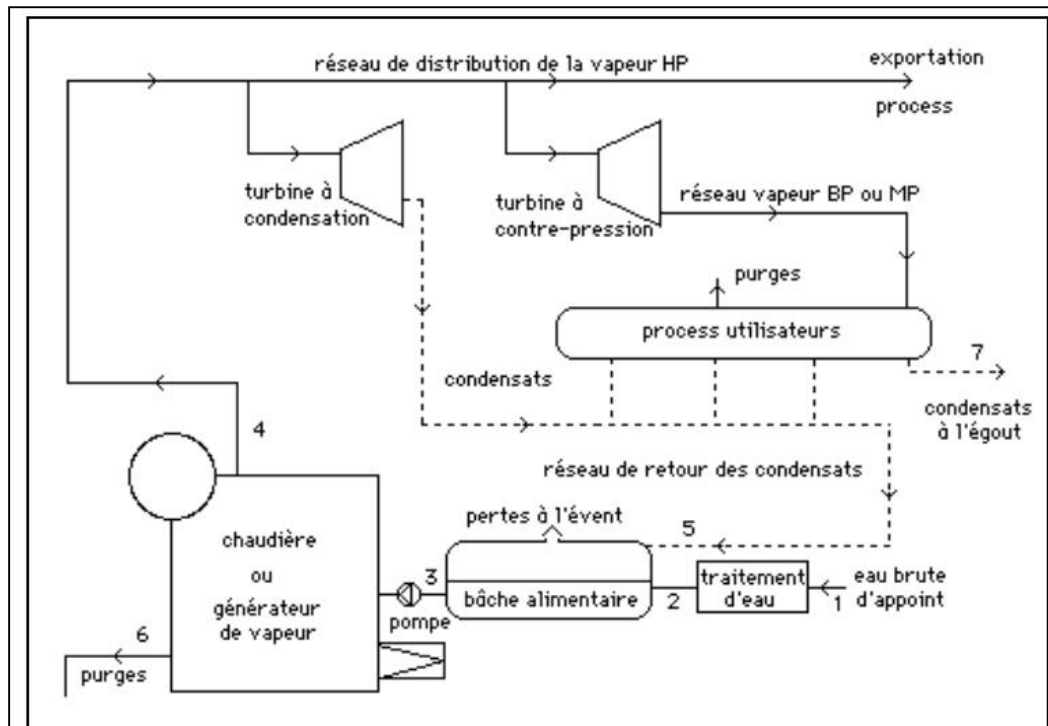 réseau de distribution de la vapeur HP
exportation
process
turbine à
condensation
turbine à
contre-pression
réseau vapeur BP ou MP
purges
process utilisateurs
7
condensats
condensats
à l'égout
4
réseau de retour des condensats
pertes à l'évent
5
chaudière
ou
générateur
de vapeur
3
bâche alimentaire
pompe
2
traitement
d'eau
1
eau brute
d'appoint
6
purges